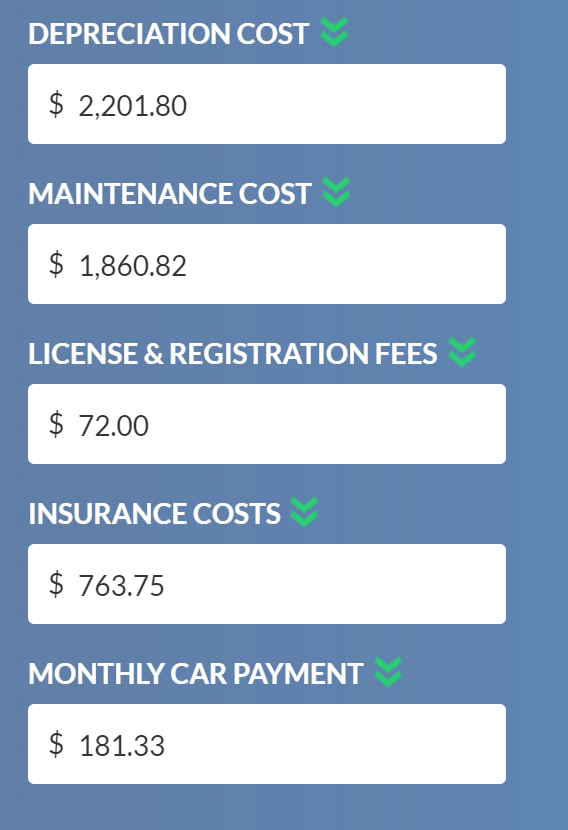 DEPRECIATION COST
$ 2,201.80
MAINTENANCE COST
$ 1,860.82
LICENSE & REGISTRATION FEES
$ 72.00
INSURANCE COSTS
$ 763.75
MONTHLY CAR PAYMENT
$ 181.33